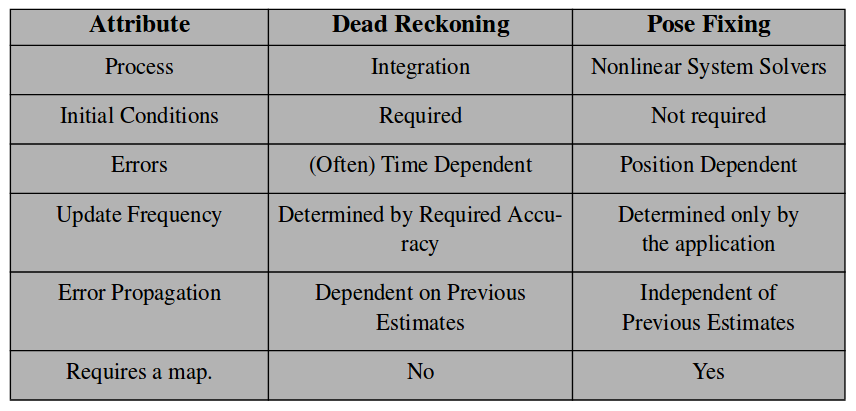 Attribute Dead Reckoning Pose Fixing
Process Integration Nonlinear System Solvers
Initial Conditions Required Not required
Errors (Often) Time Dependent Position Dependent
Update Frequency Determined by Required Accu-
racy Determined only by
the application
Error Propagation Dependent on Previous
Estimates Independent of
Previous Estimates
Requires a map. No Yes